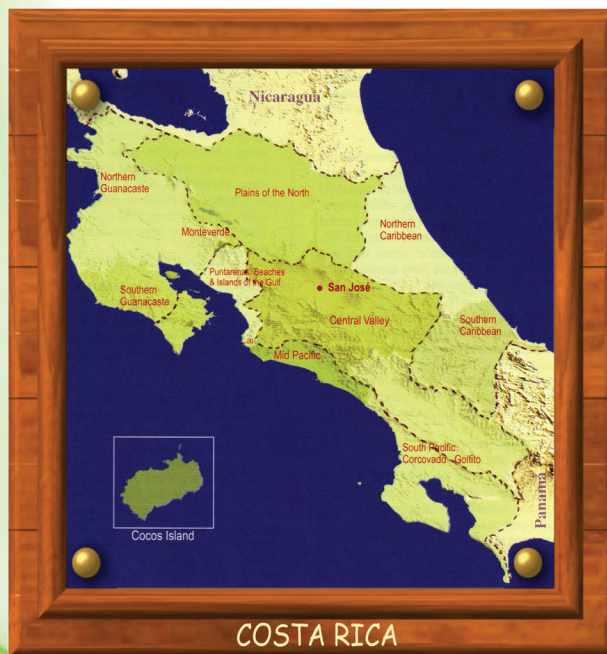 Nicaragua
Northern
Guanacaste
Plains of the North
Monteverde
Northern
Caribbean
Puntarenas, Beaches
& Islands of the Gulf
San José
Southern
Guanacaste
Central Valley
Southern
Caribbean
Mid Pacific
South Pacific
Corcovado - Golfito
Panama
Cocos Island
COSTA RICA